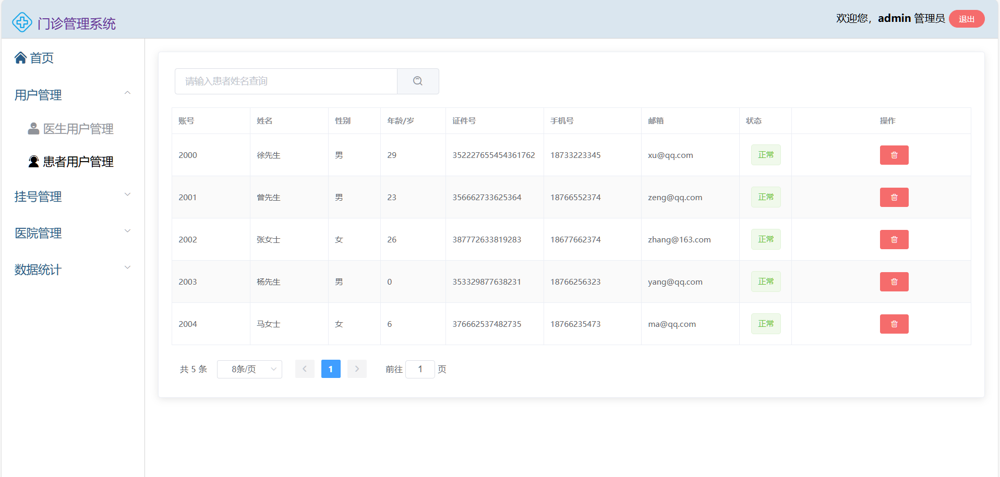 门诊管理系统
欢迎您，admin 管理员 退出
首页
用户管理
医生用户管理
患者用户管理
挂号管理
医院管理
数据统计
请输入患者姓名查询
账号 姓名 性别 年龄/岁 证件号 手机号 邮箱 状态 操作
2000 徐先生 男 29 352227655454361762 18733223345 xu@qq.com 正常
2001 曾先生 男 23 356662733625364 18766552374 zeng@qq.com 正常
2002 张女士 女 26 387772633819283 18677662374 zhang@163.com 正常
2003 杨先生 男 0 353329877638231 18766256323 yang@qq.com 正常
2004 马女士 女 6 376662537482735 18766235473 ma@qq.com 正常
共 5 条 8条/页 1 前往 1 页